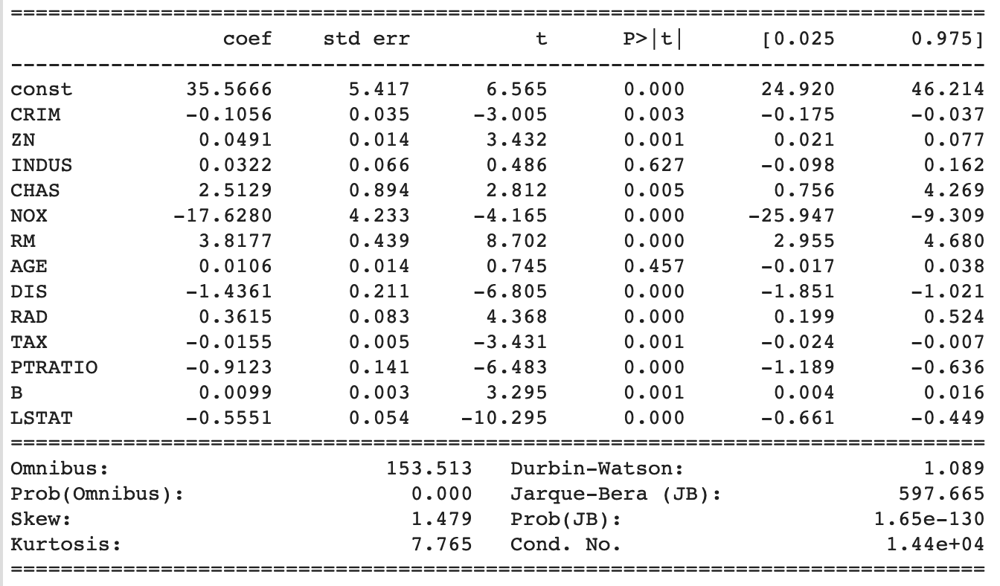 ==============================================================================
                 coef    std err          t      P>|t|      [0.025      0.975]
------------------------------------------------------------------------------
const         35.5666      5.417      6.565      0.000      24.920      46.214
CRIM          -0.1056      0.035     -3.005      0.003      -0.175      -0.037
ZN             0.0491      0.014      3.432      0.001       0.021       0.077
INDUS          0.0322      0.066      0.486      0.627      -0.098       0.162
CHAS           2.5129      0.894      2.812      0.005       0.756       4.269
NOX          -17.6280      4.233     -4.165      0.000     -25.947      -9.309
RM             3.8177      0.439      8.702      0.000       2.955       4.680
AGE            0.0106      0.014      0.745      0.457      -0.017       0.038
DIS           -1.4361      0.211     -6.805      0.000      -1.851      -1.021
RAD            0.3615      0.083      4.368      0.000       0.199       0.524
TAX           -0.0155      0.005     -3.431      0.001      -0.024      -0.007
PTRATIO       -0.9123      0.141     -6.483      0.000      -1.189      -0.636
B              0.0099      0.003      3.295      0.001       0.004       0.016
LSTAT         -0.5551      0.054    -10.295      0.000      -0.661      -0.449
==============================================================================
Omnibus:                      153.513   Durbin-Watson:                   1.089
Prob(Omnibus):                  0.000   Jarque-Bera (JB):              597.665
Skew:                           1.479   Prob(JB):                    1.65e-130
Kurtosis:                       7.765   Cond. No.                     1.44e+04
==============================================================================